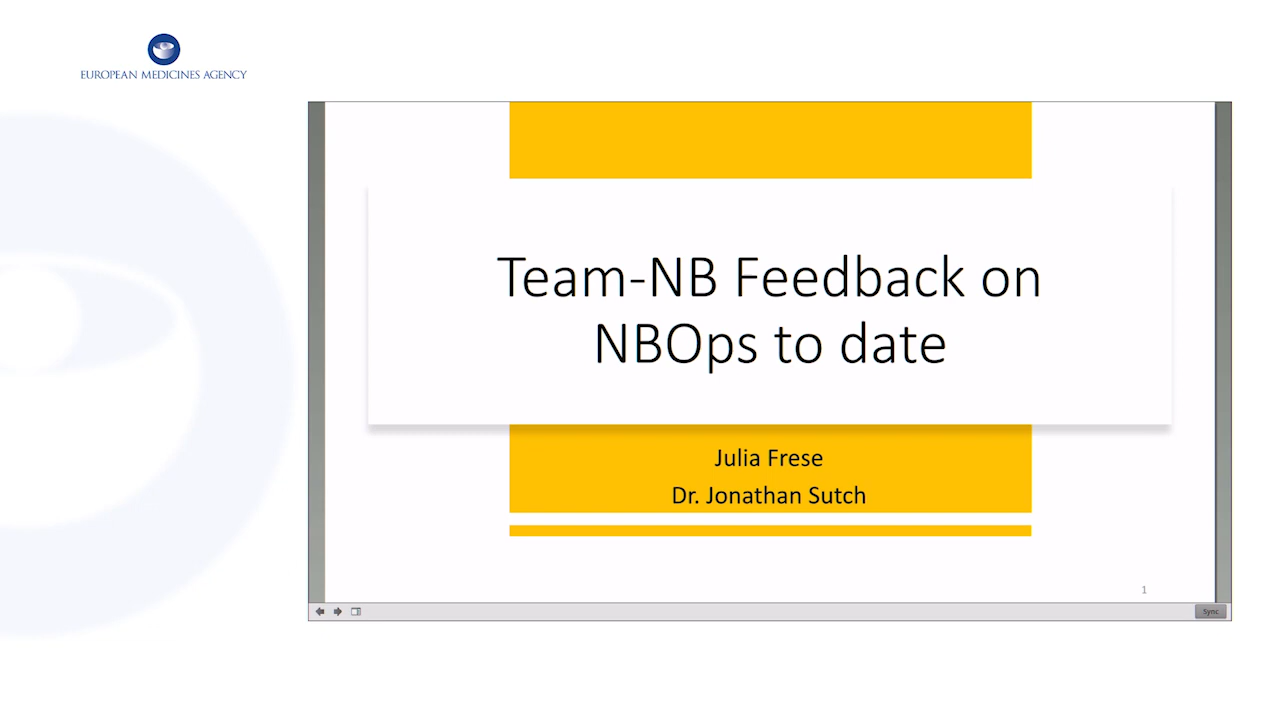 EUROPEAN MEDICINES AGENCY
Team-NB Feedback on
NBOps to date
Julia Frese
Dr. Jonathan Sutch
1
Sync